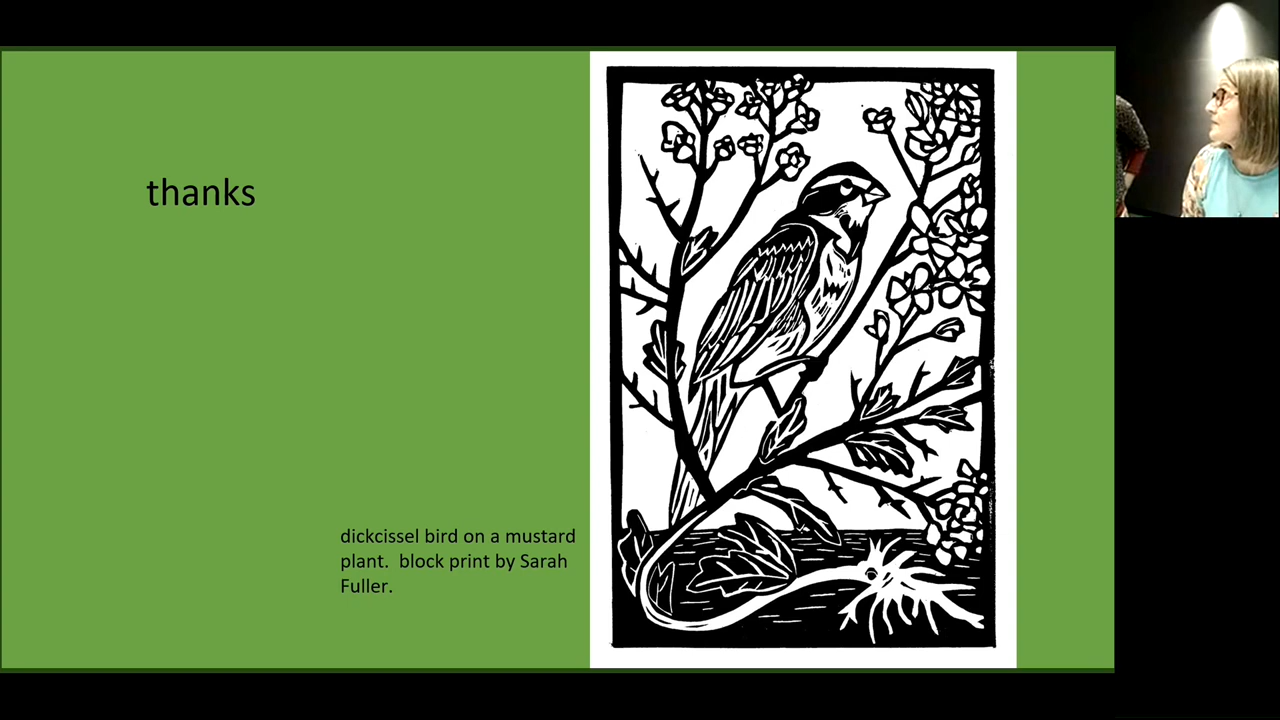 thanks
dickcissel bird on a mustard
plant.  block print by Sarah
Fuller.